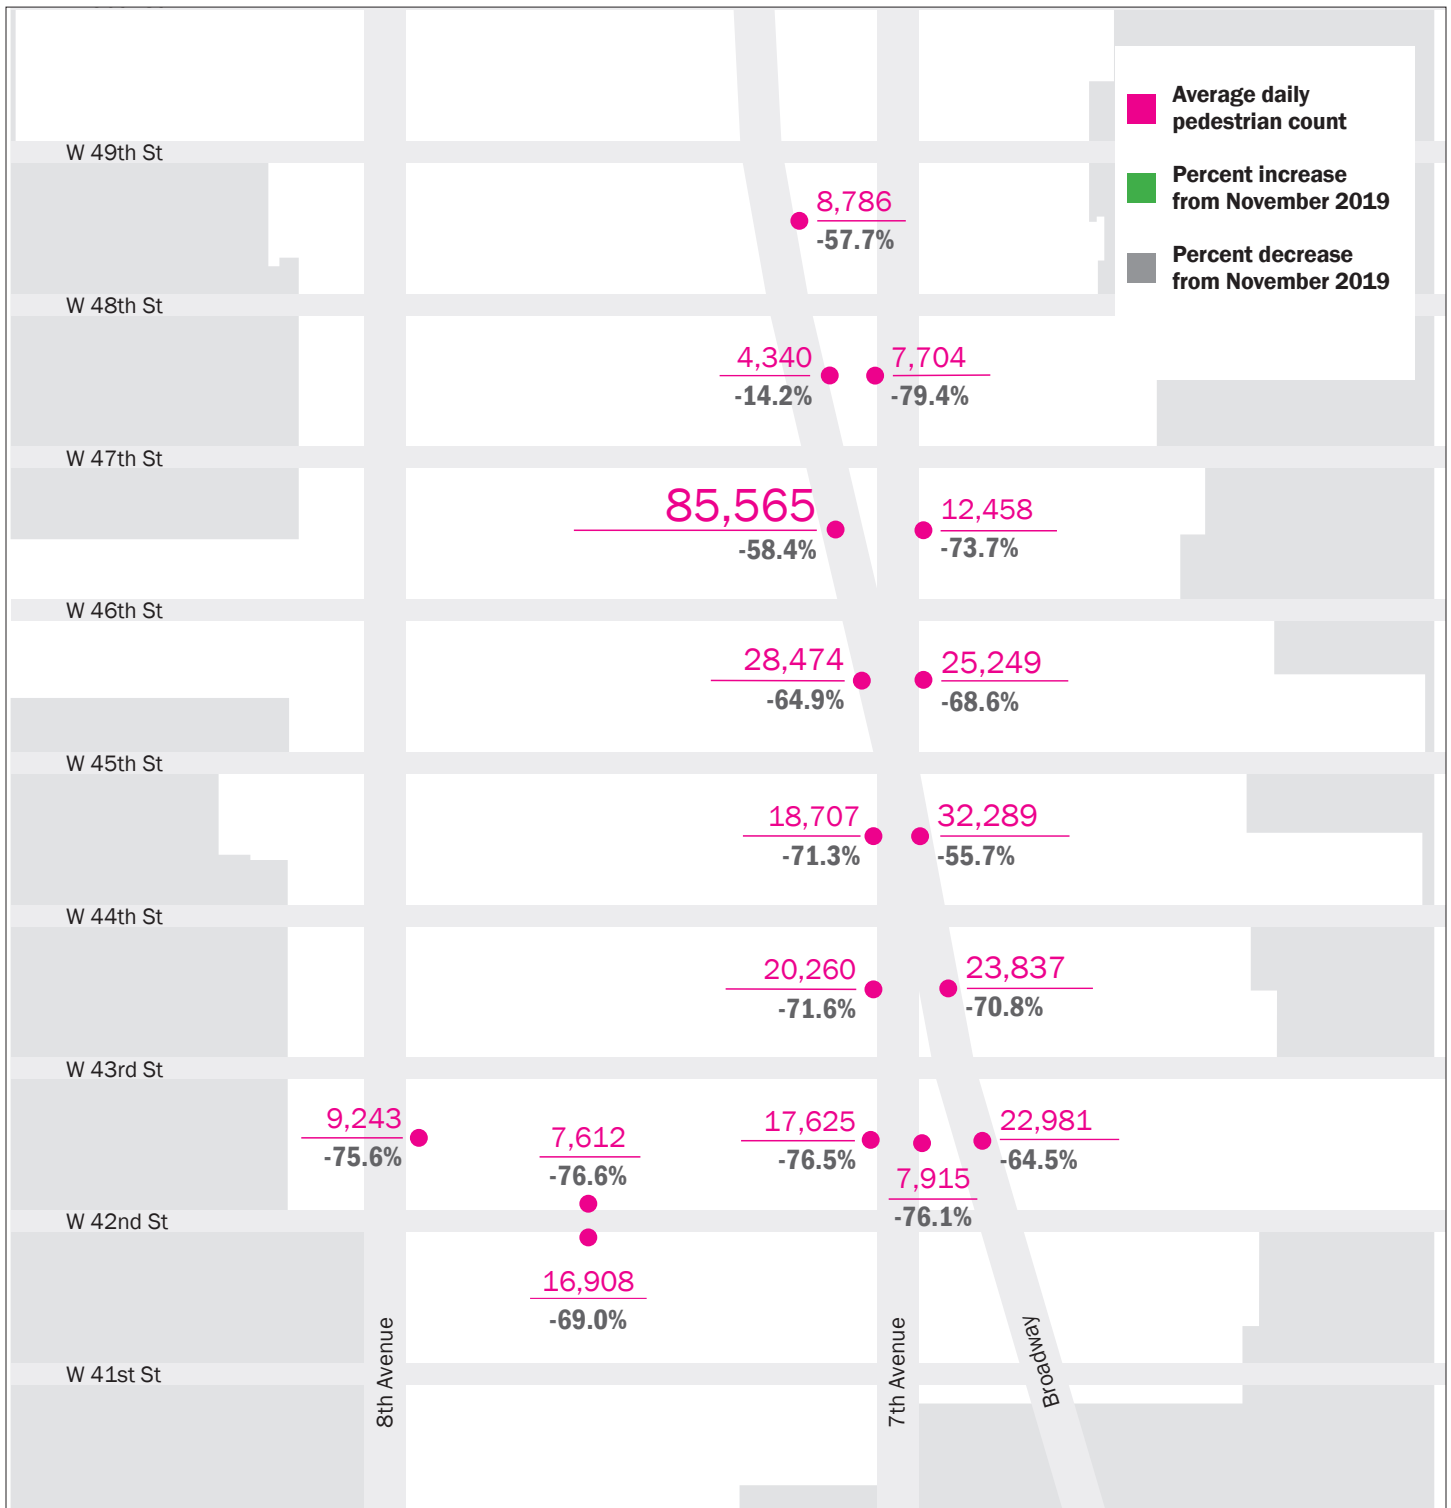 Average daily
pedestrian count
Percent increase
from November 2019
Percent decrease
from November 2019
W 49th St
8,786
-57.7%
W 48th St
4,340
-14.2%
7,704
-79.4%
W 47th St
85,565
-58.4%
12,458
-73.7%
W 46th St
28,474
-64.9%
25,249
-68.6%
W 45th St
18,707
-71.3%
32,289
-55.7%
W 44th St
20,260
-71.6%
23,837
-70.8%
W 43rd St
9,243
-75.6%
7,612
-76.6%
17,625
-76.5%
7,915
-76.1%
22,981
-64.5%
W 42nd St
16,908
-69.0%
W 41st St
8th Avenue
7th Avenue
Broadway